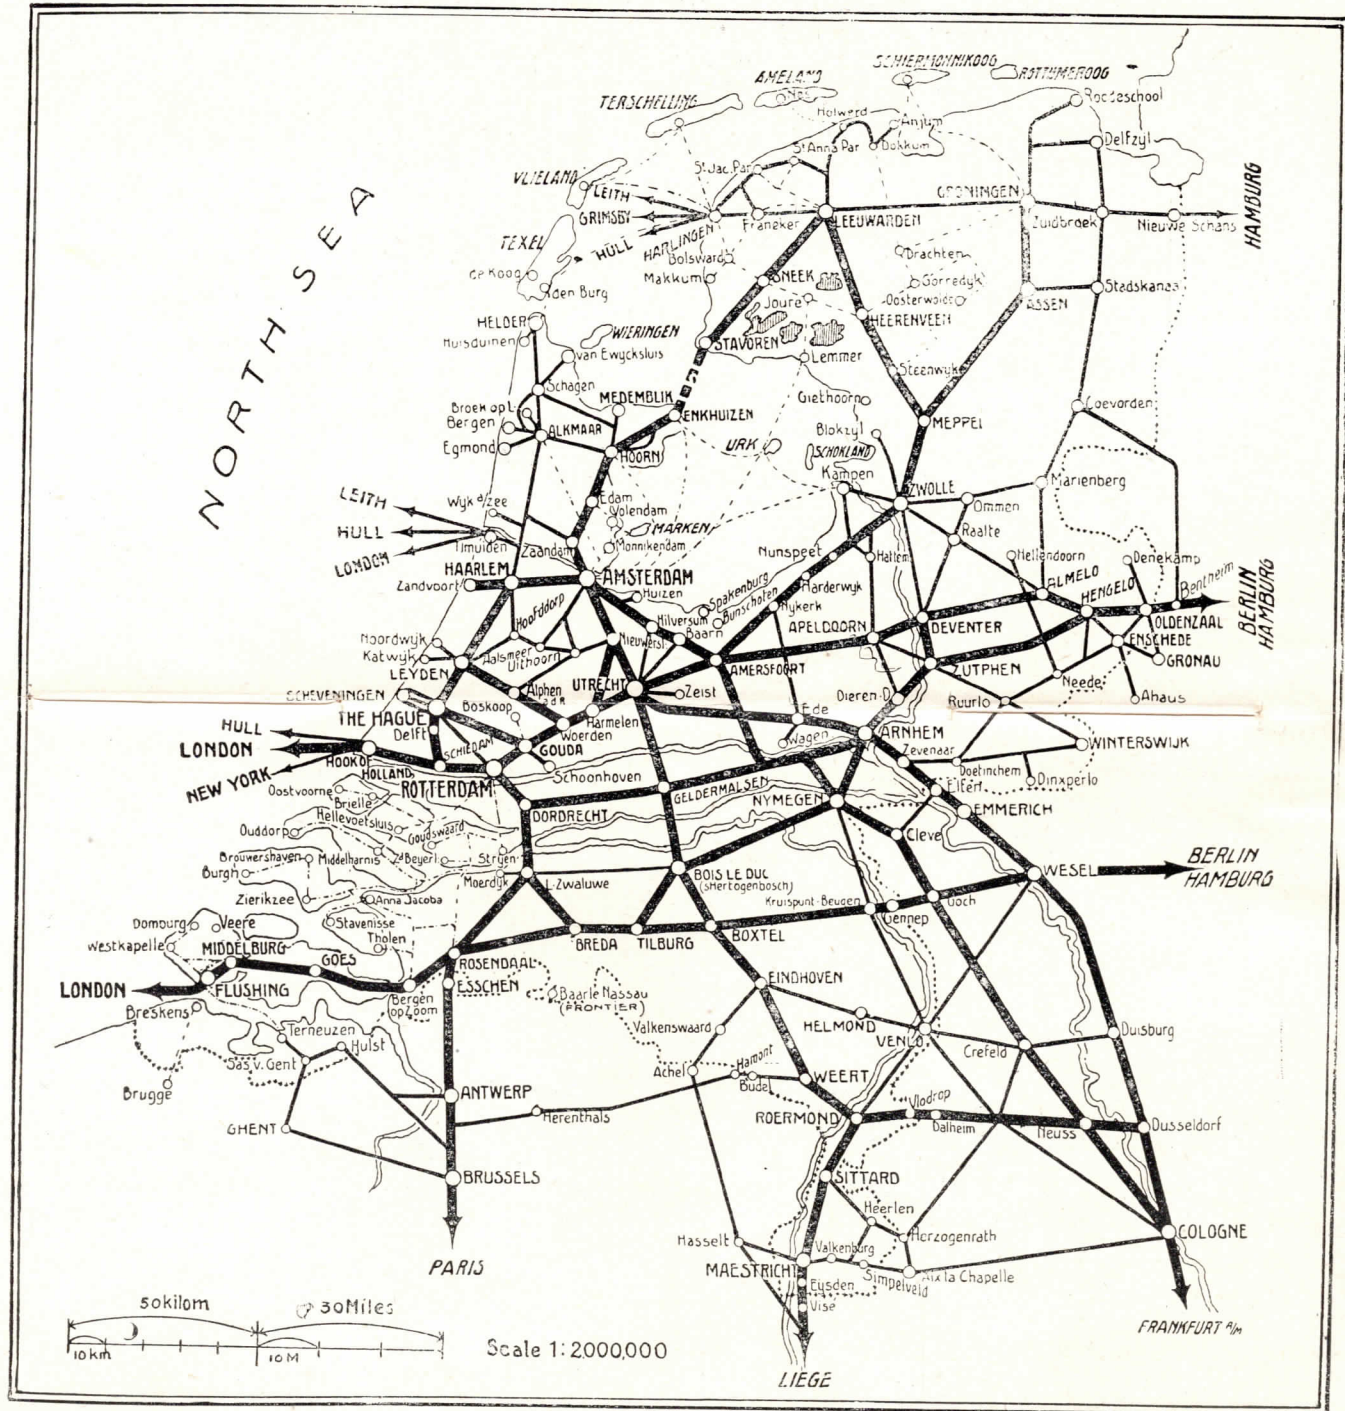 SCHIERMONNIKOOG
ROTTUMEROOG
AMELAND
Nes
TERSCHELLING
Roodeschool
Holwerd
Anjum
Dokkum
Delfzyl
St Anna Par
St Jac. Par
VLIELAND
LEITH
GRIMSBY
HULL
HARLINGEN
Franeker
LEEUWARDEN
GRONINGEN
Zuidbroek
Nieuwe Schans
HAMBURG
TEXEL
de Koog
den Burg
Bolsward
Makkum
SNEEK
Joure
Drachten
Gorredyk
Oosterwolde
ASSEN
Stadskanaal
HEERENVEEN
HELDER
Huisduinen
WIERINGEN
van Ewycksluis
STAVOREN
Lemmer
Steenwyk
NORTH SEA
Schagen
MEDEMBLIK
ENKHUIZEN
Giethoorn
Coevorden
Broek op L.
Bergen
Egmond
ALKMAAR
HOORN
URK
Blokzyl
MEPPEL
SCHOKLAND
Kampen
ZWOLLE
Ommen
Marienberg
LEITH
HULL
LONDON
Wyk a/Zee
Ymuiden
Edam
Volendam
MARKEN
Monnikendam
Zaandam
Raalte
Nunspeet
Hattem
Hellendoorn
Denekamp
HAARLEM
Zandvoort
AMSTERDAM
Huizen
Spakenburg
Bunschoten
Harderwyk
Nykerk
ALMELO
HENGELO
Bentheim
OLDENZAAL
BERLIN
HAMBURG
Hoofddorp
Hilversum
Baarn
APELDOORN
DEVENTER
ENSCHEDE
GRONAU
Noordwijk
Katwijk
Aalsmeer
Uithoorn
Nieuwersl.
LEYDEN
AMERSFOORT
ZUTPHEN
Neede
Ahaus
SCHEVENINGEN
Alphen
a.d.R
Boskoop
UTRECHT
Zeist
Dieren-D.
Ruurlo
THE HAGUE
Delft
Harmelen
Woerden
Ede
Wagen
ARNHEM
Zevenaar
WINTERSWIJK
HULL
LONDON
NEW YORK
HOOK OF
HOLLAND
SCHIEDAM
GOUDA
Schoonhoven
ROTTERDAM
Doetinchem
Dinxperlo
GELDERMALSEN
NYMEGEN
Elten
EMMERICH
Oostvoorne
Brielle
Hellevoetsluis
Goudswaard
DORDRECHT
Cleve
Ouddorp
Middelharnis
Zd Beyerl.
Stryen
Brouwershaven
Burgh
Moerdyk
L. Zwaluwe
BOIS LE DUC
(sHertogenbosch)
WESEL
BERLIN
HAMBURG
Zierikzee
Anna Jacoba
Kruispunt-Beugen
Gennep
Goch
Domburg
Veere
Stavenisse
Westkapelle
Tholen
BREDA
TILBURG
BOXTEL
MIDDELBURG
GOES
LONDON
FLUSHING
Bergen
op Zoom
ROSENDAAL
ESSCHEN
EINDHOVEN
Breskens
Baarle Nassau
(FRONTIER)
Terneuzen
Hulst
Sas. v. Gent
Valkenswaard
HELMOND
VENLO
Crefeld
Duisburg
Brugge
Achel
Hamont
Bude
WEERT
ANTWERP
GHENT
Herenthals
ROERMOND
Vlodrop
Dalheim
Neuss
Dusseldorf
BRUSSELS
SITTARD
Heerlen
Herzogenrath
COLOGNE
Hasselt
Valkenburg
MAESTRICHT
Simpelveld
Aix la Chapelle
Eysden
Vise
PARIS
FRANKFURT a/M
LIEGE
50 kilom
30 Miles
10 km
10 M
Scale 1:2000,000